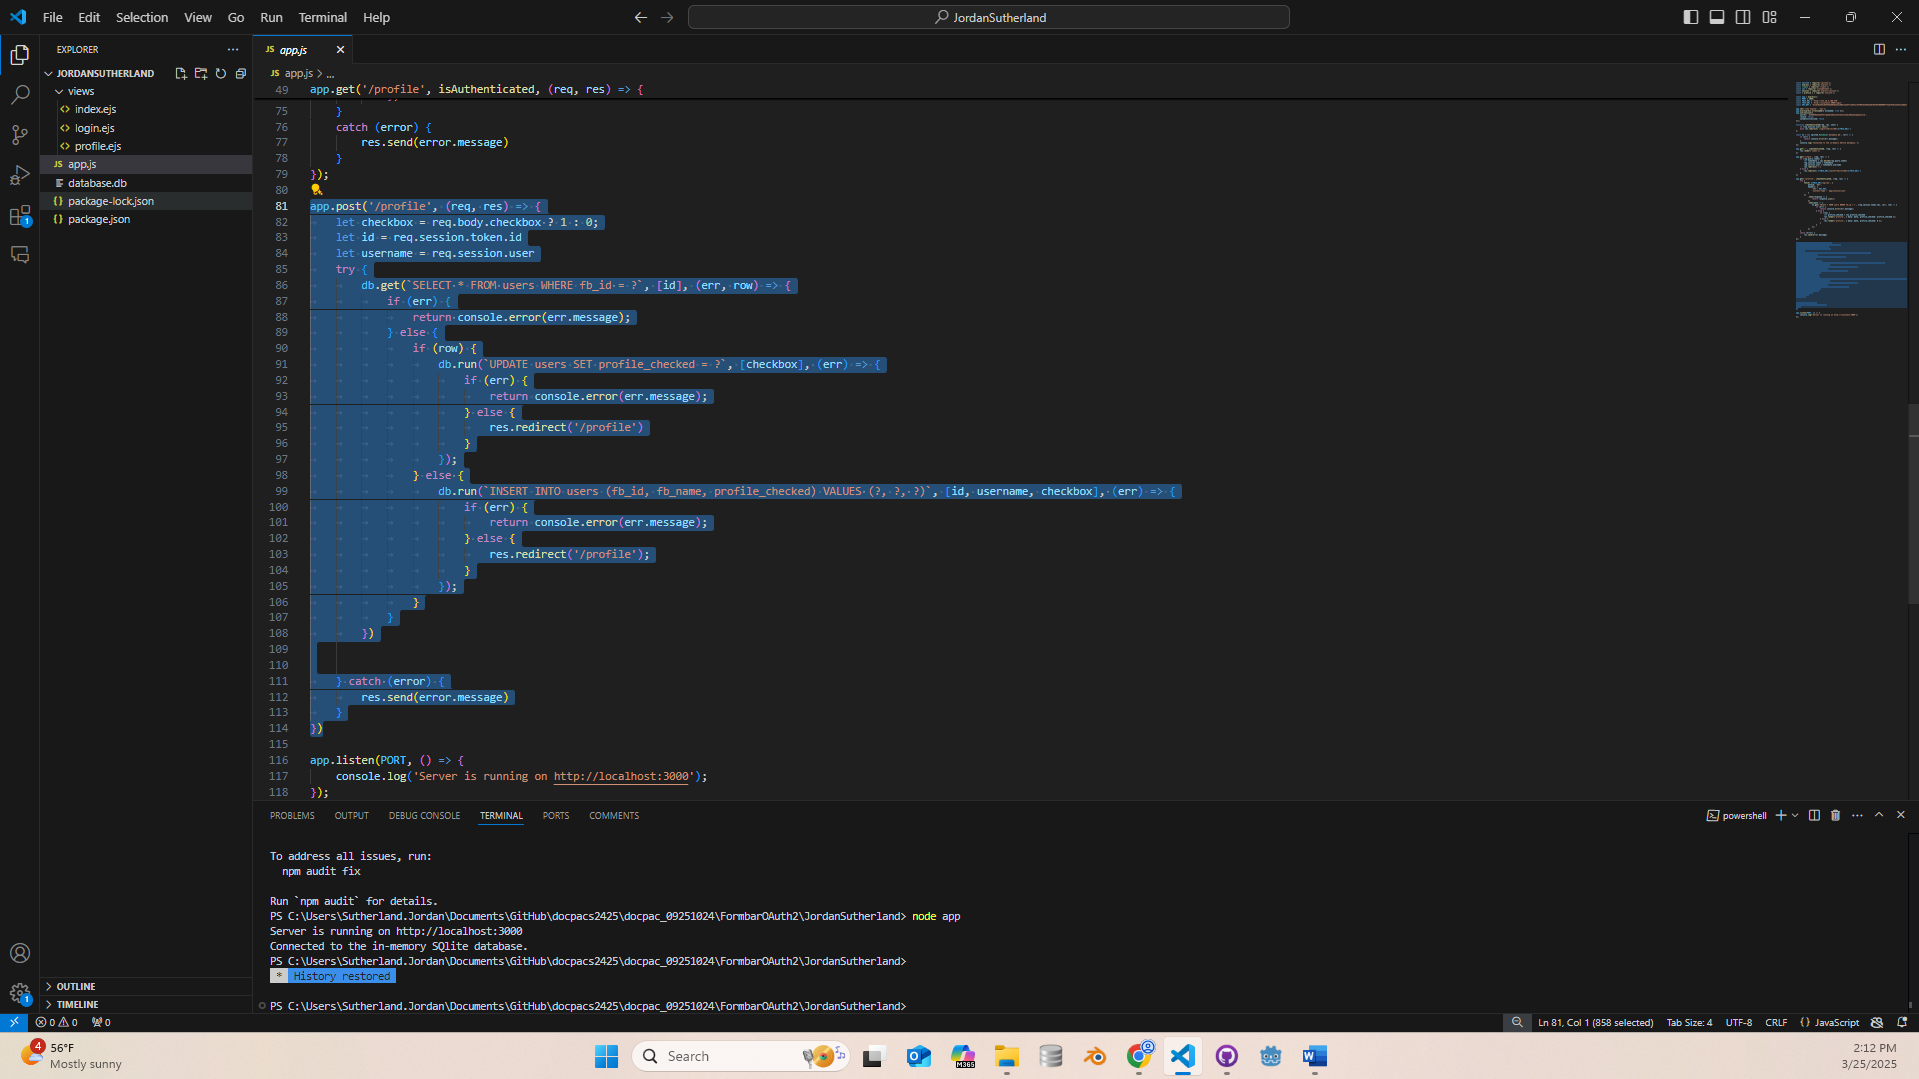 File Edit Selection View Go Run Terminal Help
JordanSutherland
EXPLORER
JORDANSUTHERLAND
views
index.ejs
login.ejs
profile.ejs
JS app.js
database.db
{} package-lock.json
{} package.json
OUTLINE
TIMELINE
JS app.js
JS app.js > ...
49 app.get('/profile', isAuthenticated, (req, res) => {
75 }
76 catch (error) {
77 res.send(error.message)
78 }
79 });
80
81 app.post('/profile', (req, res) => {
82 let checkbox = req.body.checkbox ? 1 : 0;
83 let id = req.session.token.id
84 let username = req.session.user
85 try {
86 db.get(`SELECT * FROM users WHERE fb_id = ?`, [id], (err, row) => {
87 if (err) {
88 return console.error(err.message);
89 } else {
90 if (row) {
91 db.run(`UPDATE users SET profile_checked = ?`, [checkbox], (err) => {
92 if (err) {
93 return console.error(err.message);
94 } else {
95 res.redirect('/profile')
96 }
97 });
98 } else {
99 db.run(`INSERT INTO users (fb_id, fb_name, profile_checked) VALUES (?, ?, ?)`, [id, username, checkbox], (err) => {
100 if (err) {
101 return console.error(err.message);
102 } else {
103 res.redirect('/profile');
104 }
105 });
106 }
107 }
108 })
109
110
111 } catch (error) {
112 res.send(error.message)
113 }
114 })
115
116 app.listen(PORT, () => {
117 console.log('Server is running on http://localhost:3000');
118 });
PROBLEMS OUTPUT DEBUG CONSOLE TERMINAL PORTS COMMENTS
powershell
To address all issues, run:
npm audit fix
Run `npm audit` for details.
PS C:\Users\Sutherland.Jordan\Documents\GitHub\docpacs2425\docpac_09251024\FormbarOAuth2\JordanSutherland> node app
Server is running on http://localhost:3000
Connected to the in-memory SQlite database.
PS C:\Users\Sutherland.Jordan\Documents\GitHub\docpacs2425\docpac_09251024\FormbarOAuth2\JordanSutherland>
* History restored
PS C:\Users\Sutherland.Jordan\Documents\GitHub\docpacs2425\docpac_09251024\FormbarOAuth2\JordanSutherland>
0 0 0
Ln 81, Col 1 (858 selected) Tab Size: 4 UTF-8 CRLF {} JavaScript
1
1
4
56°F
Mostly sunny
Search
M365
2:12 PM
3/25/2025